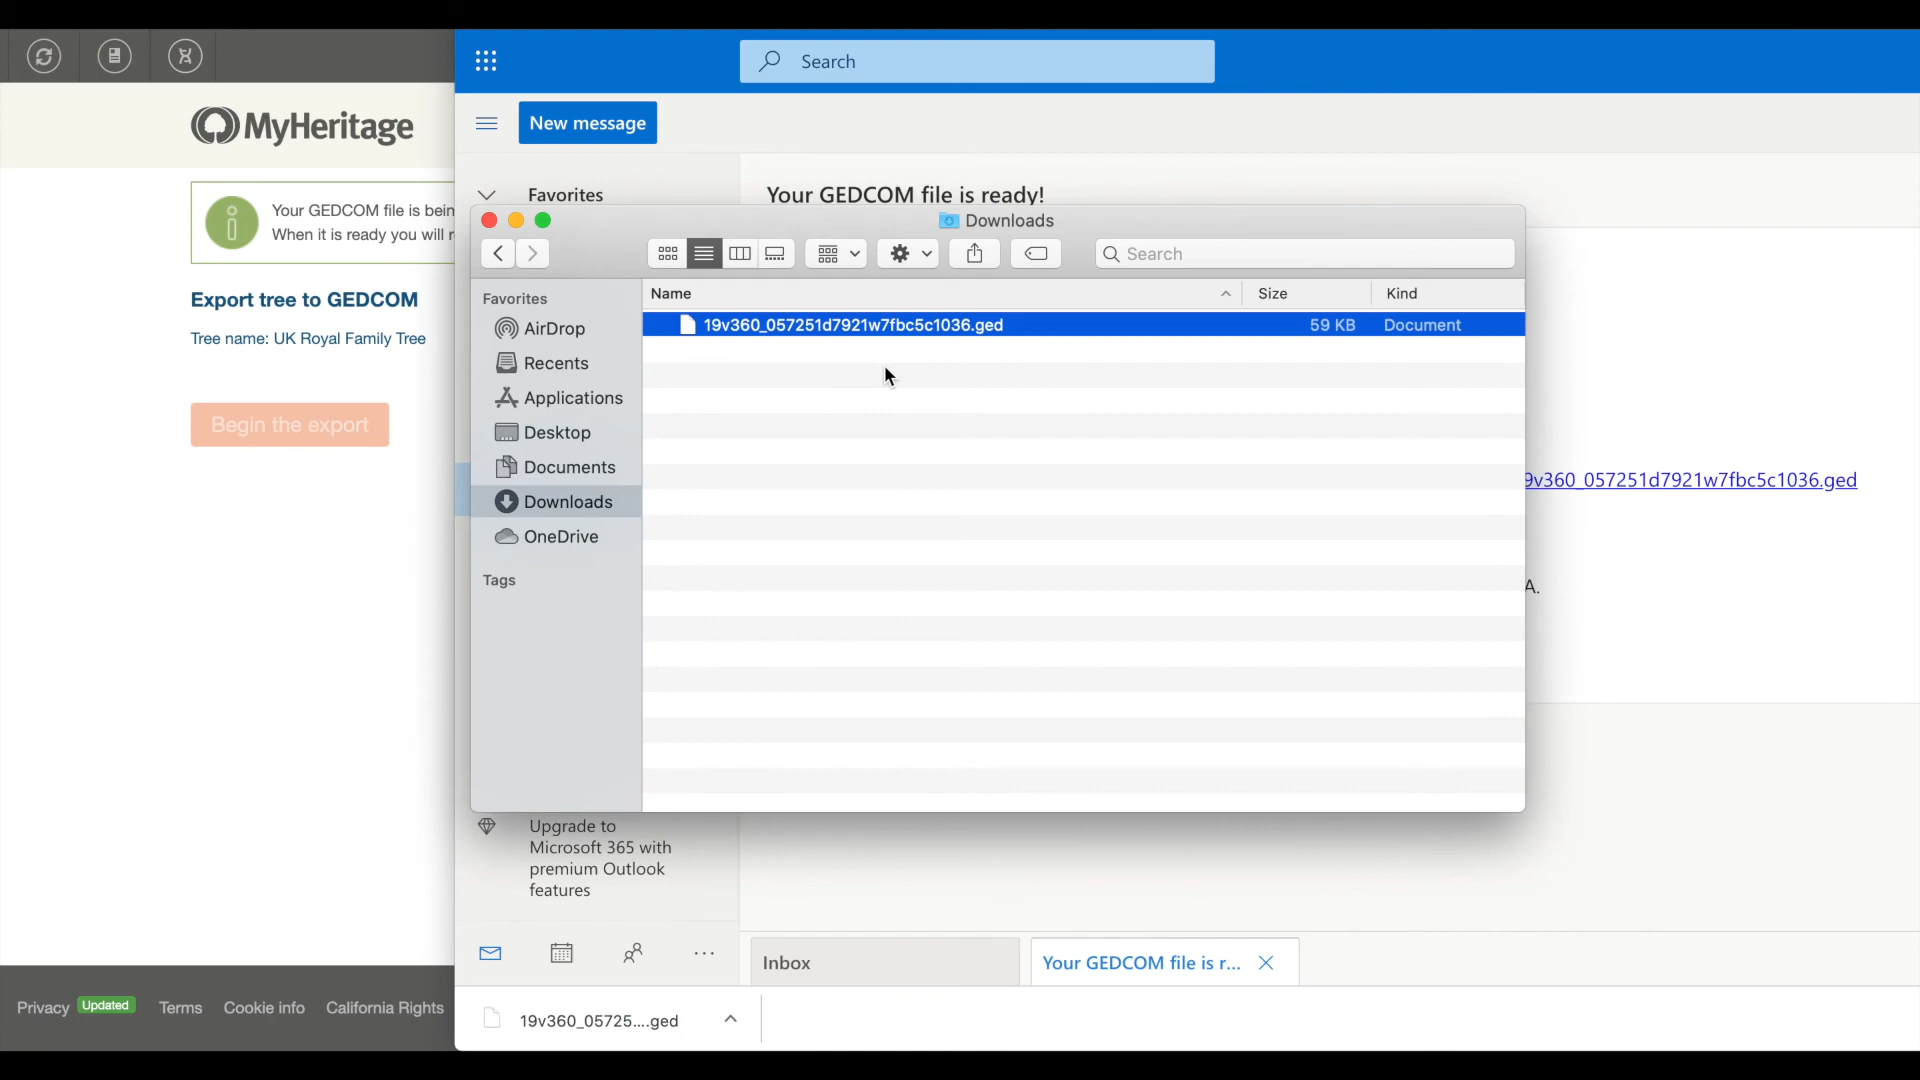 Search
MyHeritage
New message
Favorites
Your GEDCOM file is ready!
Your GEDCOM file is bein
When it is ready you will r
Export tree to GEDCOM
Tree name: UK Royal Family Tree
Begin the export
Downloads
Search
Favorites
AirDrop
Recents
Applications
Desktop
Documents
Downloads
OneDrive
Tags
Name Size Kind
19v360_057251d7921w7fbc5c1036.ged 59 KB Document
9v360_057251d7921w7fbc5c1036.ged
A.
Upgrade to
Microsoft 365 with
premium Outlook
features
Inbox
Your GEDCOM file is r...
Privacy Updated Terms Cookie info California Rights
19v360_05725....ged